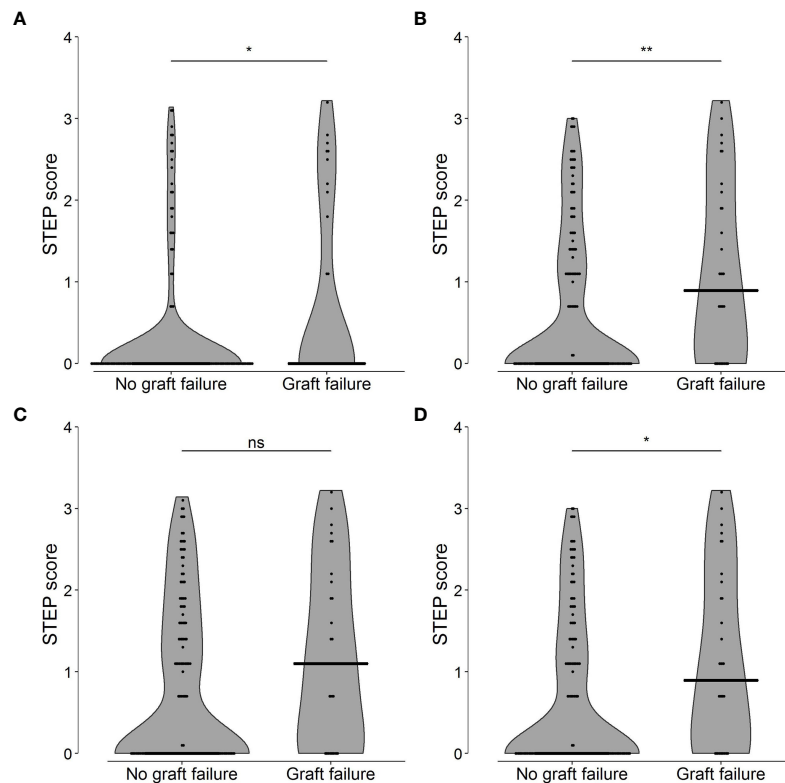 A
4
3
2
1
0
STEP score
*
No graft failure
Graft failure
B
4
3
2
1
0
STEP score
**
No graft failure
Graft failure
C
4
3
2
1
0
STEP score
ns
No graft failure
Graft failure
D
4
3
2
1
0
STEP score
*
No graft failure
Graft failure